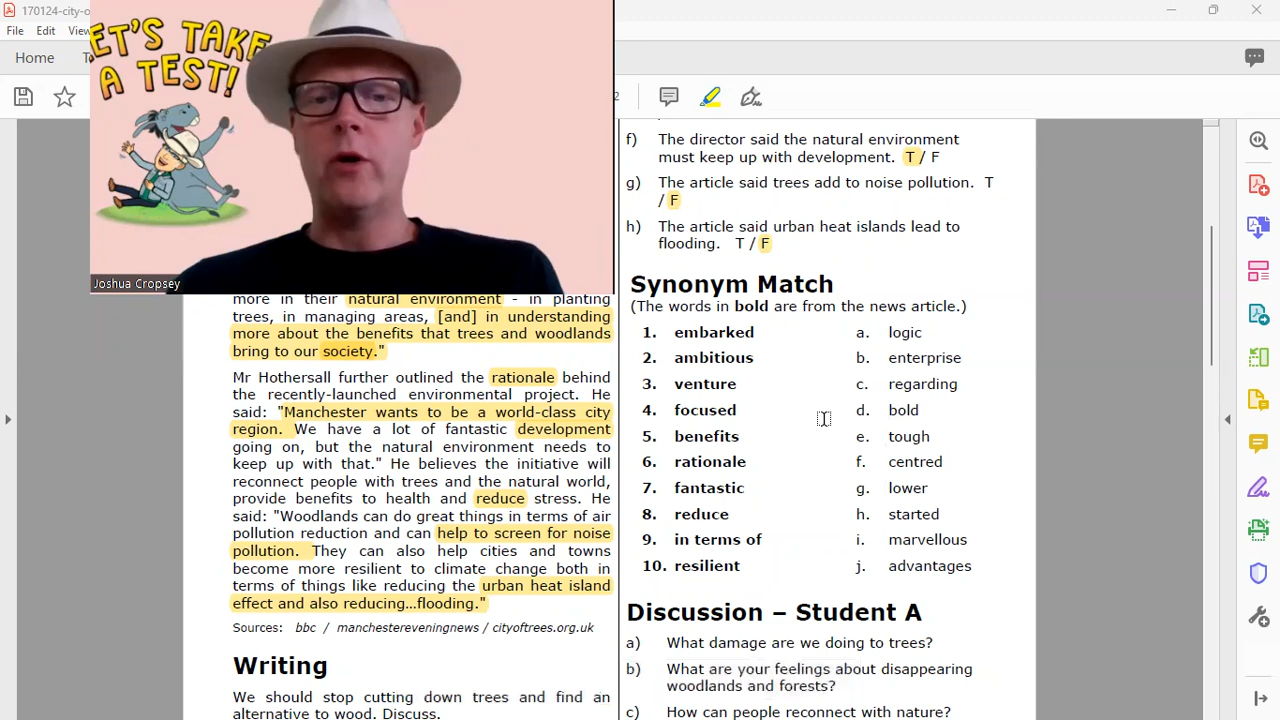 170124-city-o
File Edit View
Home
LET'S TAKE
A TEST!
Joshua Cropsey
more in their natural environment - in planting
trees, in managing areas, [and] in understanding
more about the benefits that trees and woodlands
bring to our society."
Mr Hothersall further outlined the rationale behind
the recently-launched environmental project. He
said: "Manchester wants to be a world-class city
region. We have a lot of fantastic development
going on, but the natural environment needs to
keep up with that." He believes the initiative will
reconnect people with trees and the natural world,
provide benefits to health and reduce stress. He
said: "Woodlands can do great things in terms of air
pollution reduction and can help to screen for noise
pollution. They can also help cities and towns
become more resilient to climate change both in
terms of things like reducing the urban heat island
effect and also reducing...flooding."
Sources: bbc / manchestereveningnews / cityoftrees.org.uk
Writing
We should stop cutting down trees and find an
alternative to wood. Discuss.
f) The director said the natural environment
must keep up with development. T / F
g) The article said trees add to noise pollution. T
/ F
h) The article said urban heat islands lead to
flooding. T / F
Synonym Match
(The words in bold are from the news article.)
1. embarked a. logic
2. ambitious b. enterprise
3. venture c. regarding
4. focused d. bold
5. benefits e. tough
6. rationale f. centred
7. fantastic g. lower
8. reduce h. started
9. in terms of i. marvellous
10. resilient j. advantages
Discussion – Student A
a) What damage are we doing to trees?
b) What are your feelings about disappearing
woodlands and forests?
c) How can people reconnect with nature?